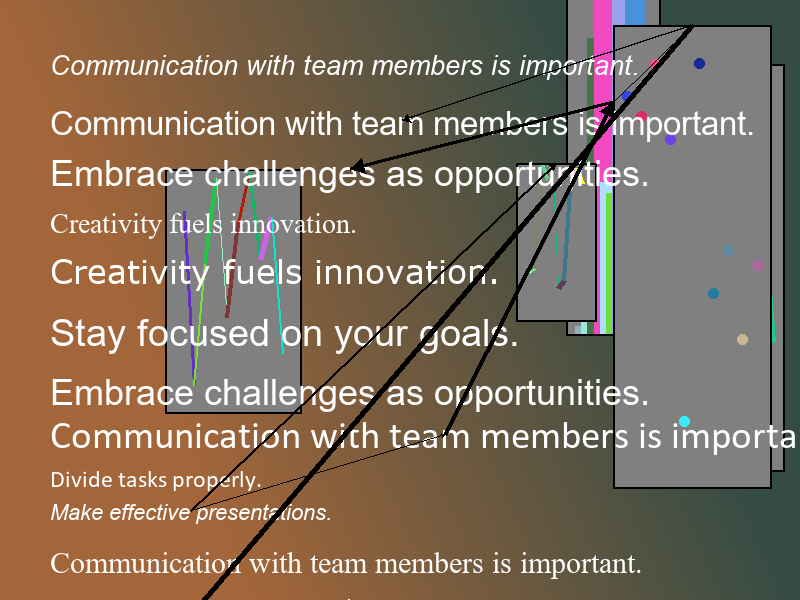 Communication with team members is important.
Communication with team members is important.
Embrace challenges as opportunities.
Creativity fuels innovation.
Creativity fuels innovation.
Stay focused on your goals.
Embrace challenges as opportunities.
Communication with team members is importa
Divide tasks properly.
Make effective presentations.
Communication with team members is important.